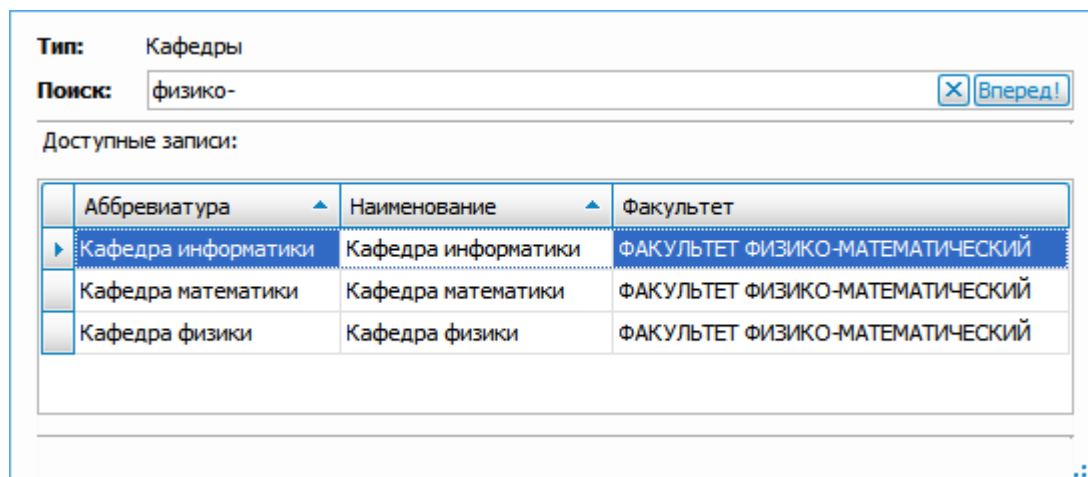 Тип: Кафедры
Поиск: физико- Вперед!
Доступные записи:
Аббревиатура Наименование Факультет
Кафедра информатики Кафедра информатики ФАКУЛЬТЕТ ФИЗИКО-МАТЕМАТИЧЕСКИЙ
Кафедра математики Кафедра математики ФАКУЛЬТЕТ ФИЗИКО-МАТЕМАТИЧЕСКИЙ
Кафедра физики Кафедра физики ФАКУЛЬТЕТ ФИЗИКО-МАТЕМАТИЧЕСКИЙ